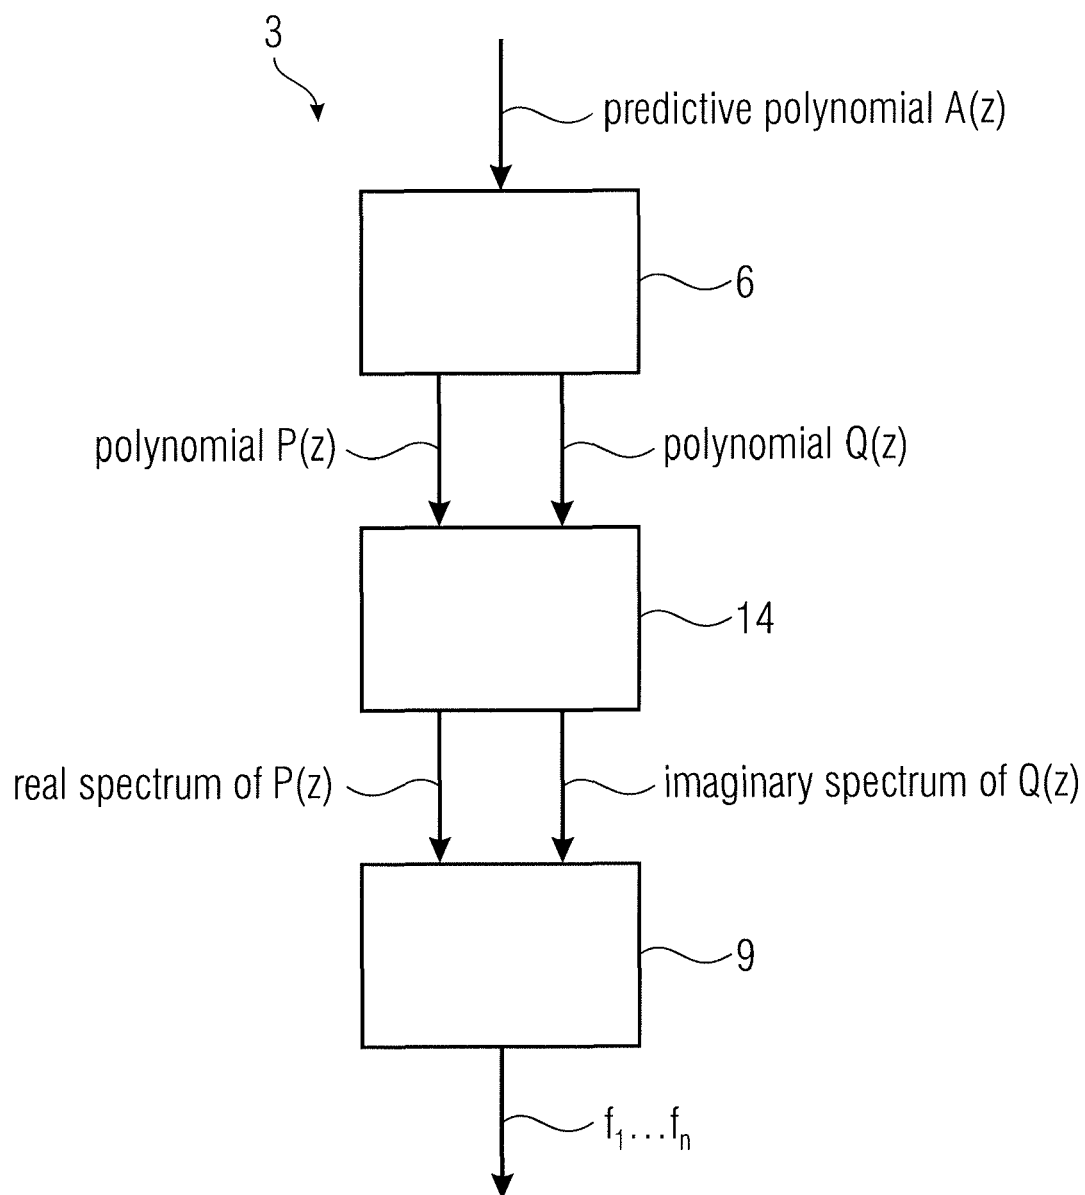 3
predictive polynomial A(z)
6
polynomial P(z)
polynomial Q(z)
14
real spectrum of P(z)
imaginary spectrum of Q(z)
9
f₁...fₙ